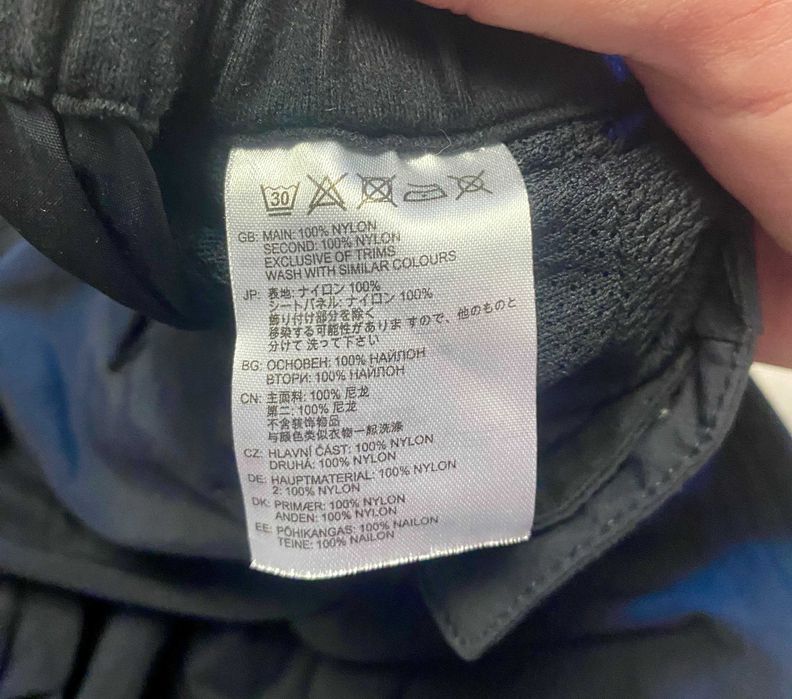 30
GB: MAIN: 100% NYLON
SECOND: 100% NYLON
EXCLUSIVE OF TRIMS
WASH WITH SIMILAR COLOURS
JP: 表地: ナイロン 100%
シートパネル: ナイロン 100%
飾り付け部分を除く
移染する可能性がありま すので、他のものと
分けて 洗って下さい
BG: ОСНОВЕН: 100% НАЙЛОН
ВТОРИ: 100% НАЙЛОН
CN: 主面料: 100% 尼龙
第二: 100% 尼龙
不含装饰物品
与颜色类似衣物一起洗涤
CZ: HLAVNÍ ČÁST: 100% NYLON
DRUHÁ: 100% NYLON
DE: HAUPTMATERIAL: 100% NYLON
2: 100% NYLON
DK: PRIMÆR: 100% NYLON
ANDEN: 100% NYLON
EE: PÕHIKANGAS: 100% NAILON
TEINE: 100% NAILON